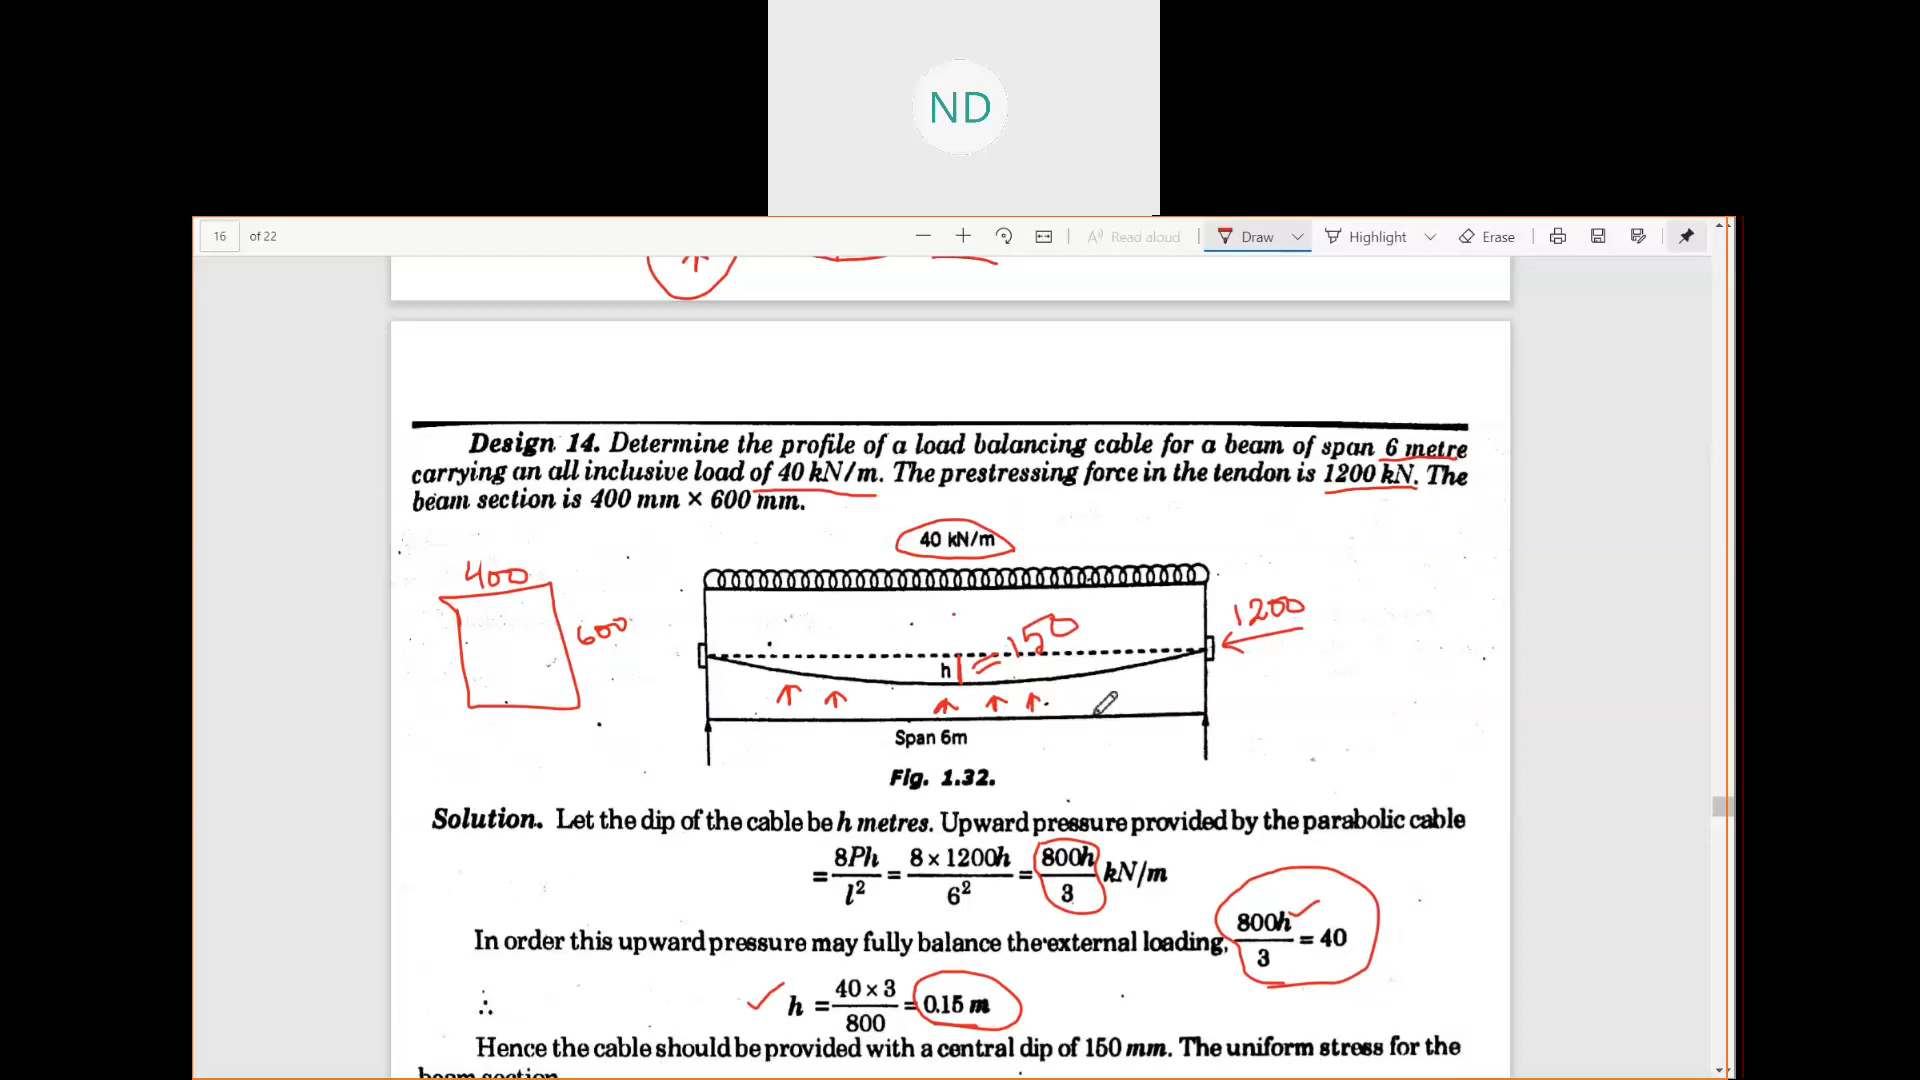 ND
16 of 22
Read aloud
Draw
Highlight
Erase
Design 14. Determine the profile of a load balancing cable for a beam of span 6 metre
carrying an all inclusive load of 40 kN/m. The prestressing force in the tendon is 1200 kN. The
beam section is 400 mm × 600 mm.
40 kN/m
400
600
1200
h = 150
Span 6m
Fig. 1.32.
Solution. Let the dip of the cable be h metres. Upward pressure provided by the parabolic cable
= 8Ph / l² = 8 × 1200h / 6² = 800h / 3 kN/m
In order this upward pressure may fully balance the external loading, 800h / 3 = 40
∴ h = 40 × 3 / 800 = 0.15 m
Hence the cable should be provided with a central dip of 150 mm. The uniform stress for the
beam section